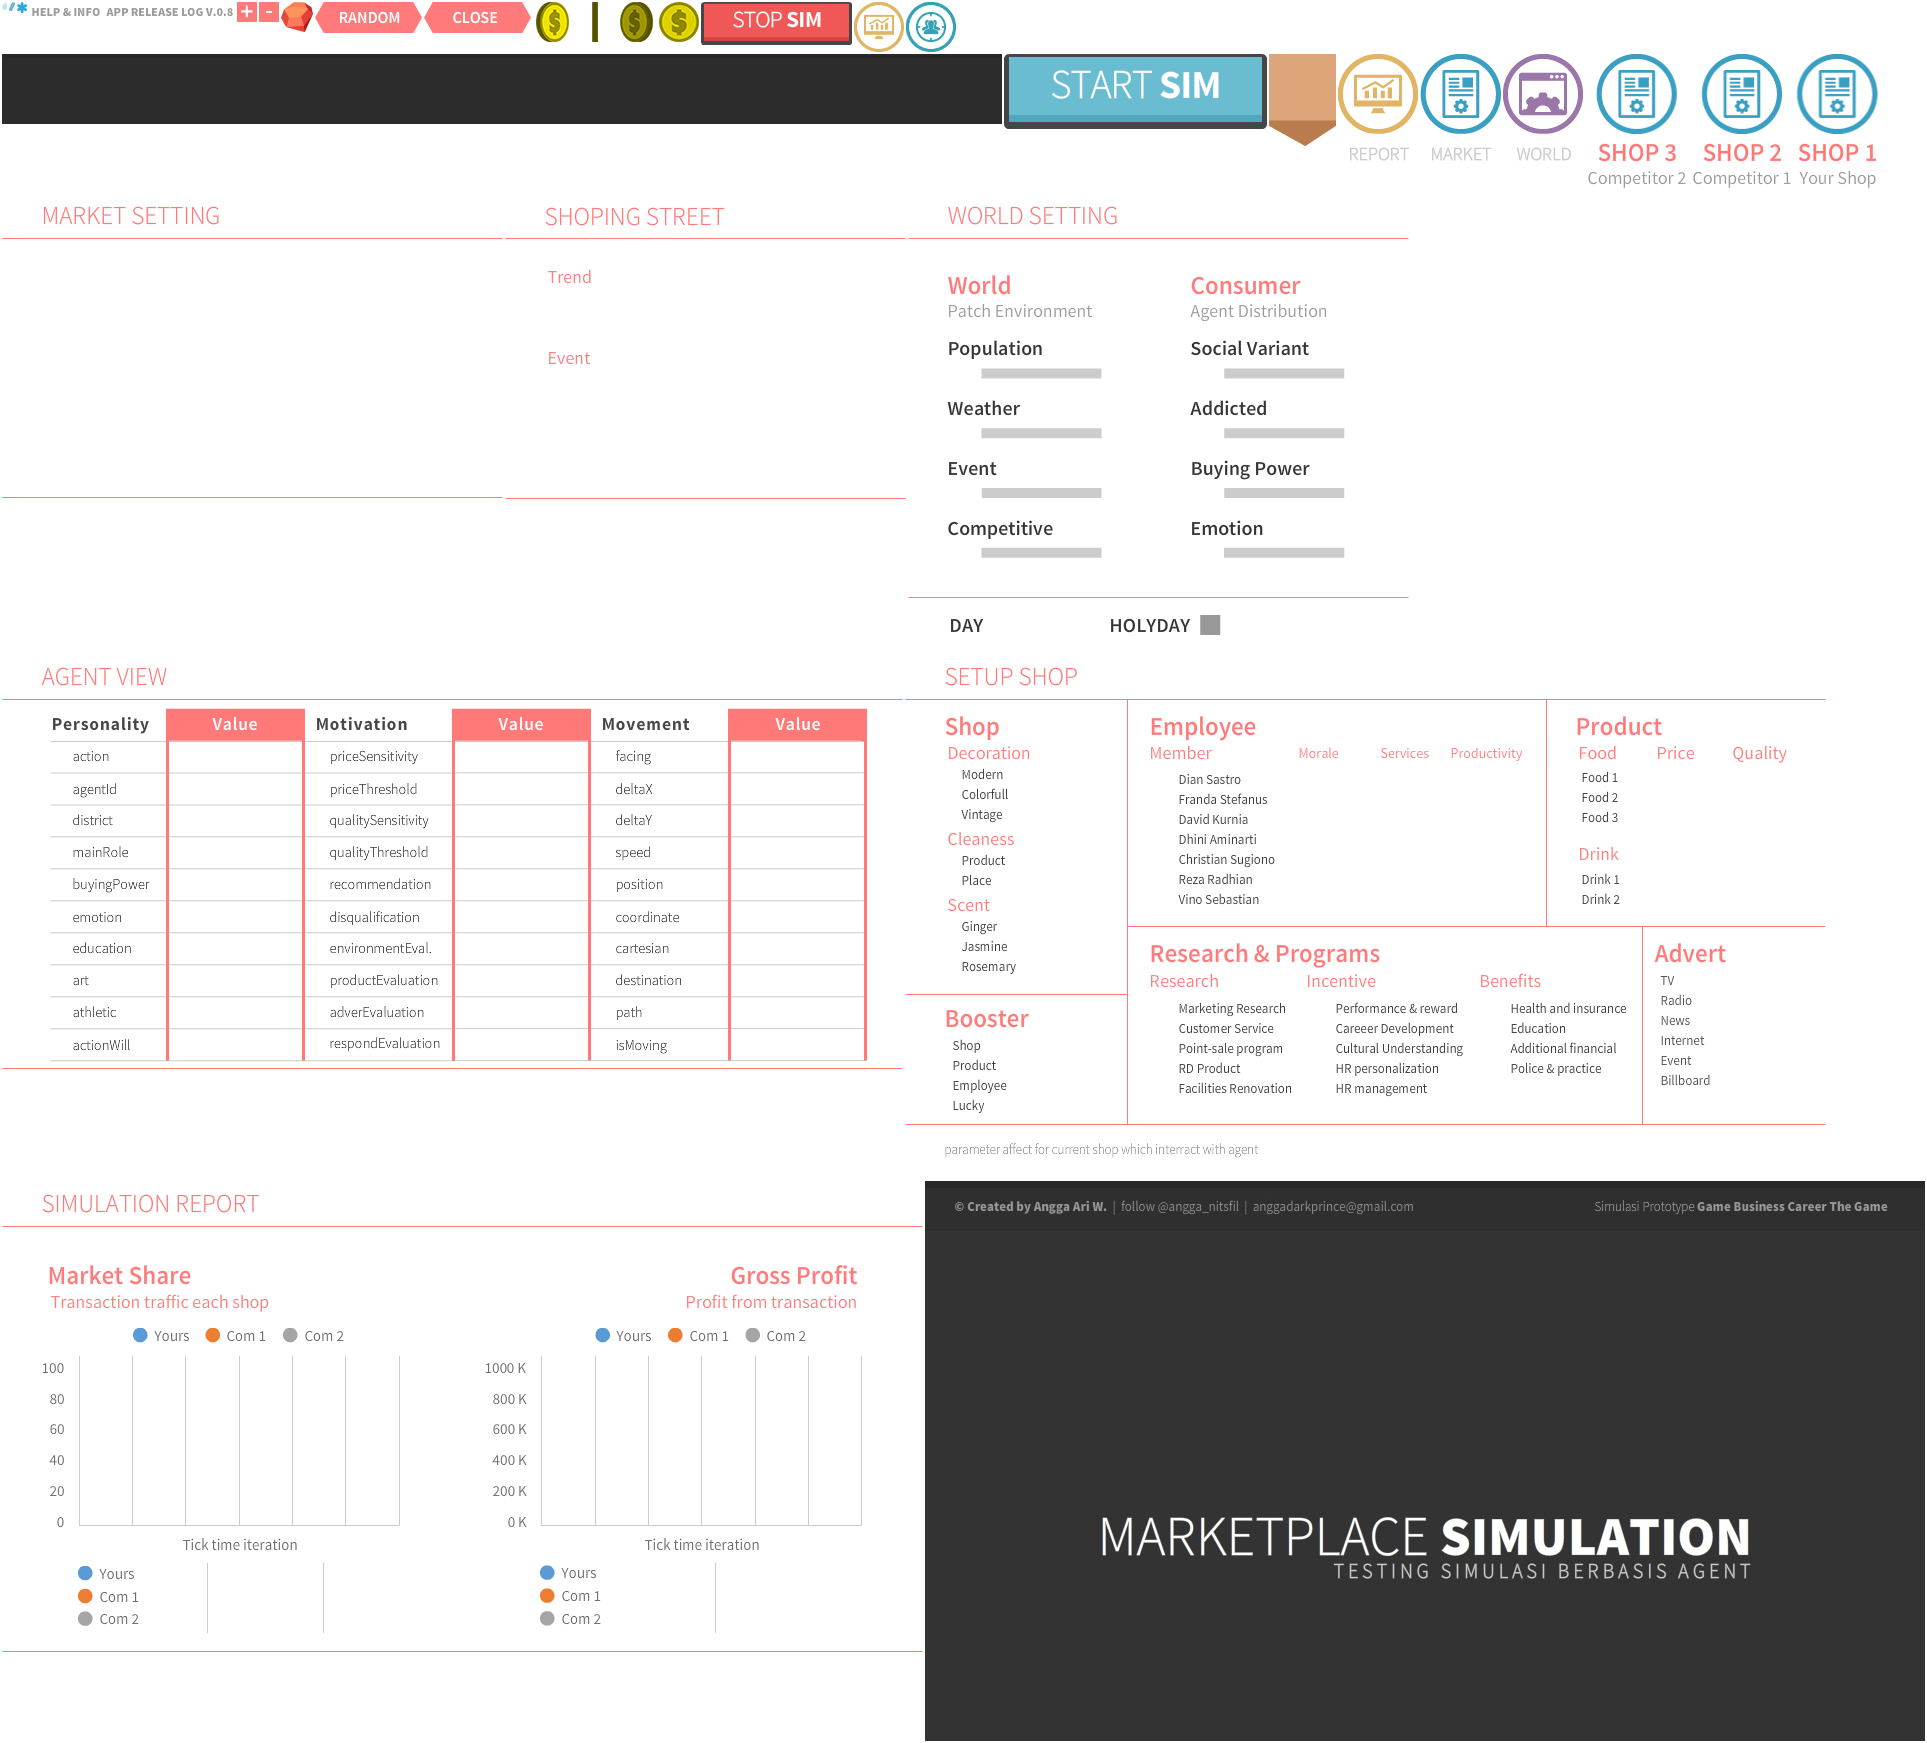 HELP & INFO APP RELEASE LOG V.0.8 + -
RANDOM
CLOSE
STOP SIM
START SIM
REPORT
MARKET
WORLD
SHOP 3
Competitor 2
SHOP 2
Competitor 1
SHOP 1
Your Shop
MARKET SETTING
SHOPING STREET
Trend
Event
WORLD SETTING
World
Patch Environment
Population
Weather
Event
Competitive
Consumer
Agent Distribution
Social Variant
Addicted
Buying Power
Emotion
DAY
HOLYDAY
AGENT VIEW
Personality Value Motivation Value Movement Value
action priceSensitivity facing
agentId priceThreshold deltaX
district qualitySensitivity deltaY
mainRole qualityThreshold speed
buyingPower recommendation position
emotion disqualification coordinate
education environmentEval. cartesian
art productEvaluation destination
athletic adverEvaluation path
actionWill respondEvaluation isMoving
SETUP SHOP
Shop
Decoration
Modern
Colorfull
Vintage
Cleaness
Product
Place
Scent
Ginger
Jasmine
Rosemary
Booster
Shop
Product
Employee
Lucky
Employee
Member Morale Services Productivity
Dian Sastro
Franda Stefanus
David Kurnia
Dhini Aminarti
Christian Sugiono
Reza Radhian
Vino Sebastian
Product
Food Price Quality
Food 1
Food 2
Food 3
Drink
Drink 1
Drink 2
Research & Programs
Research
Marketing Research
Customer Service
Point-sale program
RD Product
Facilities Renovation
Incentive
Performance & reward
Careeer Development
Cultural Understanding
HR personalization
HR management
Benefits
Health and insurance
Education
Additional financial
Police & practice
Advert
TV
Radio
News
Internet
Event
Billboard
parameter affect for current shop which interract with agent
SIMULATION REPORT
Market Share
Transaction traffic each shop
Yours Com 1 Com 2
100
80
60
40
20
0
Tick time iteration
Yours
Com 1
Com 2
Gross Profit
Profit from transaction
Yours Com 1 Com 2
1000 K
800 K
600 K
400 K
200 K
0 K
Tick time iteration
Yours
Com 1
Com 2
© Created by Angga Ari W. | follow @angga_nitsfil | anggadarkprince@gmail.com
Simulasi Prototype Game Business Career The Game
MARKETPLACE SIMULATION
TESTING SIMULASI BERBASIS AGENT